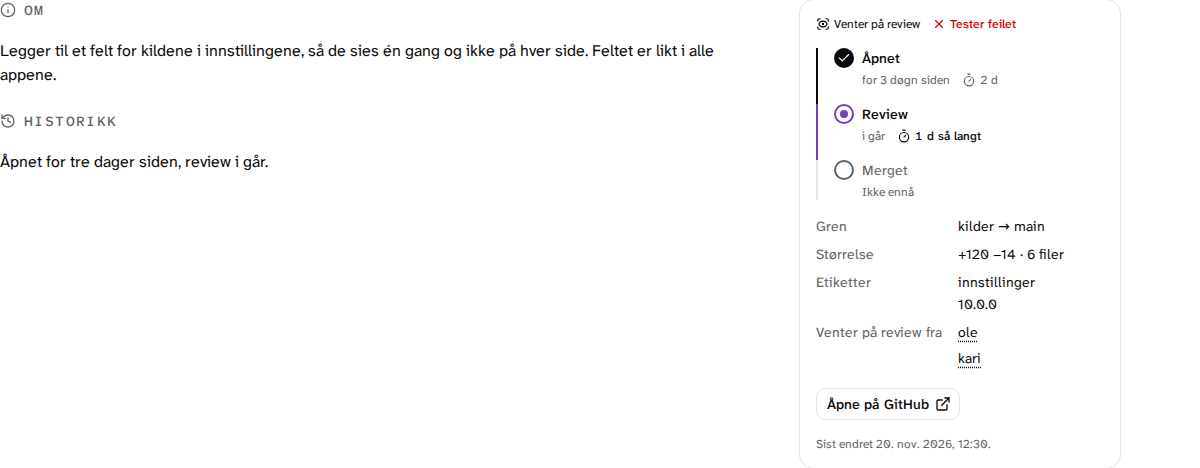 OM
Legger til et felt for kildene i innstillingene, så de sies én gang og ikke på hver side. Feltet er likt i alle
appene.
HISTORIKK
Åpnet for tre dager siden, review i går.
Venter på review Tester feilet
Åpnet
for 3 døgn siden 2 d
Review
i går 1 d så langt
Merget
Ikke ennå
Gren kilder → main
Størrelse +120 −14 · 6 filer
Etiketter innstillinger
10.0.0
Venter på review fra ole
kari
Åpne på GitHub
Sist endret 20. nov. 2026, 12:30.